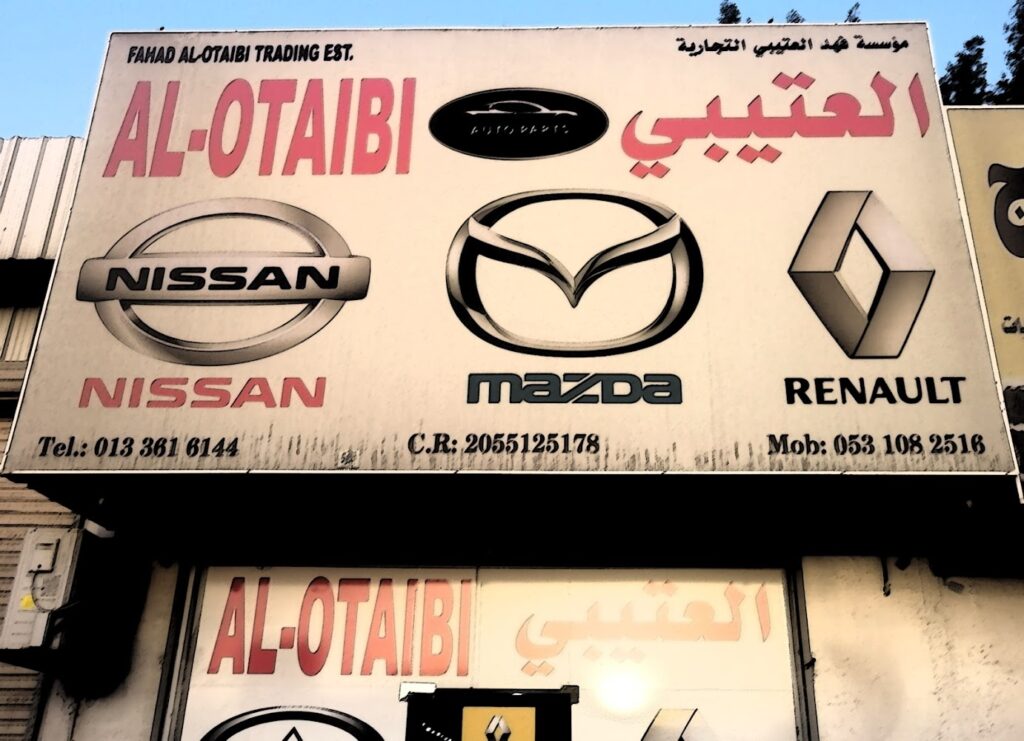 FAHAD AL-OTAIBI TRADING EST.
مؤسسة فهد العتيبي التجارية
AL-OTAIBI
AUTO PARTS
العتيبي
NISSAN
NISSAN
mazda
RENAULT
Tel.: 013 361 6144
C.R: 2055125178
Mob: 053 108 2516
AL-OTAIBI
العتيبي